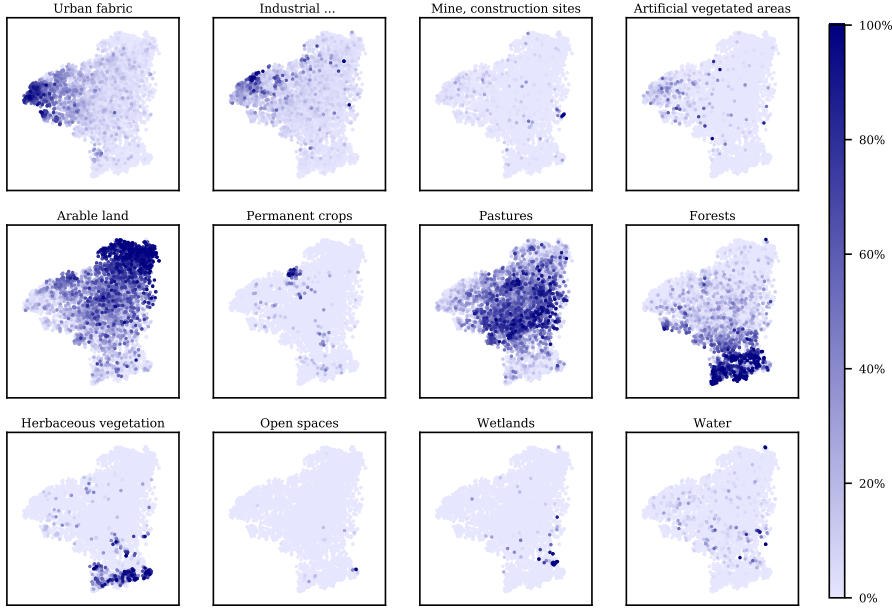 Urban fabric
Industrial ...
Mine, construction sites
Artificial vegetated areas
100%
80%
Arable land
Permanent crops
Pastures
Forests
60%
40%
Herbaceous vegetation
Open spaces
Wetlands
Water
20%
0%